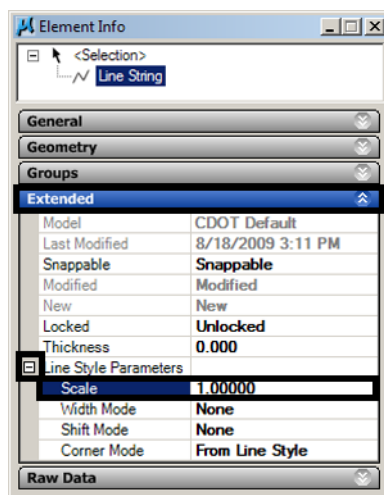 Element Info
<Selection>
Line String
General
Geometry
Groups
Extended
Model CDOT Default
Last Modified 8/18/2009 3:11 PM
Snappable Snappable
Modified Modified
New New
Locked Unlocked
Thickness 0.000
Line Style Parameters
Scale 1.00000
Width Mode None
Shift Mode None
Corner Mode From Line Style
Raw Data